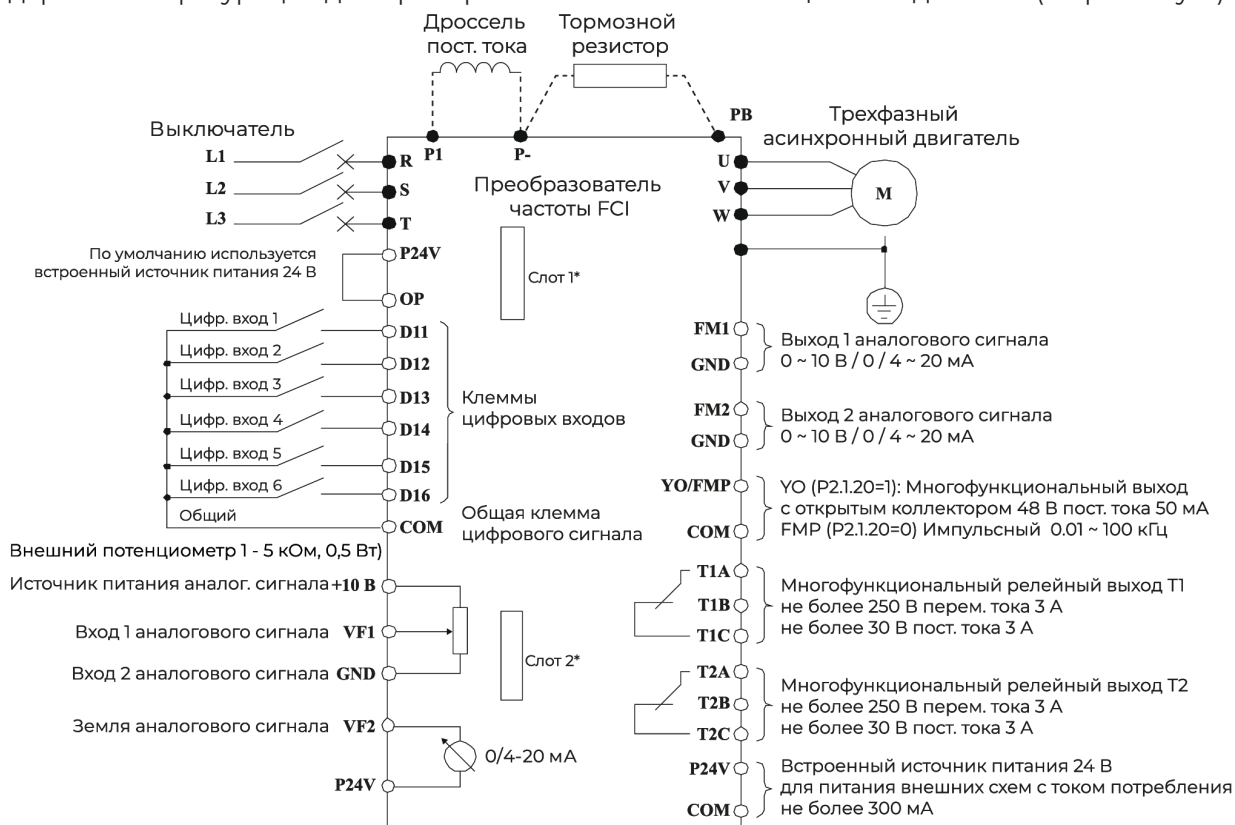 Дроссель
пост. тока
Тормозной
резистор
Выключатель
L1
L2
L3
R
S
T
P1
P-
PB
Преобразователь
частоты FCI
U
V
W
Трехфазный
асинхронный двигатель
M
По умолчанию используется
встроенный источник питания 24 В
P24V
OP
Слот 1*
Цифр. вход 1
D11
Цифр. вход 2
D12
Цифр. вход 3
D13
Цифр. вход 4
D14
Цифр. вход 5
D15
Цифр. вход 6
D16
Общий
COM
Клеммы
цифровых входов
Общая клемма
цифрового сигнала
Внешний потенциометр 1 - 5 кОм, 0,5 Вт)
Источник питания аналог. сигнала +10 В
Вход 1 аналогового сигнала VF1
Вход 2 аналогового сигнала GND
Земля аналогового сигнала VF2
0/4-20 мА
P24V
Слот 2*
FM1
GND
Выход 1 аналогового сигнала
0 ~ 10 В / 0 / 4 ~ 20 мА
FM2
GND
Выход 2 аналогового сигнала
0 ~ 10 В / 0 / 4 ~ 20 мА
YO/FMP
COM
YO (P2.1.20=1): Многофункциональный выход
с открытым коллектором 48 В пост. тока 50 мА
FMP (P2.1.20=0) Импульсный 0.01 ~ 100 кГц
T1A
T1B
T1C
Многофункциональный релейный выход T1
не более 250 В перем. тока 3 А
не более 30 В пост. тока 3 А
T2A
T2B
T2C
Многофункциональный релейный выход T2
не более 250 В перем. тока 3 А
не более 30 В пост. тока 3 А
P24V
COM
Встроенный источник питания 24 В
для питания внешних схем с током потребления
не более 300 мА